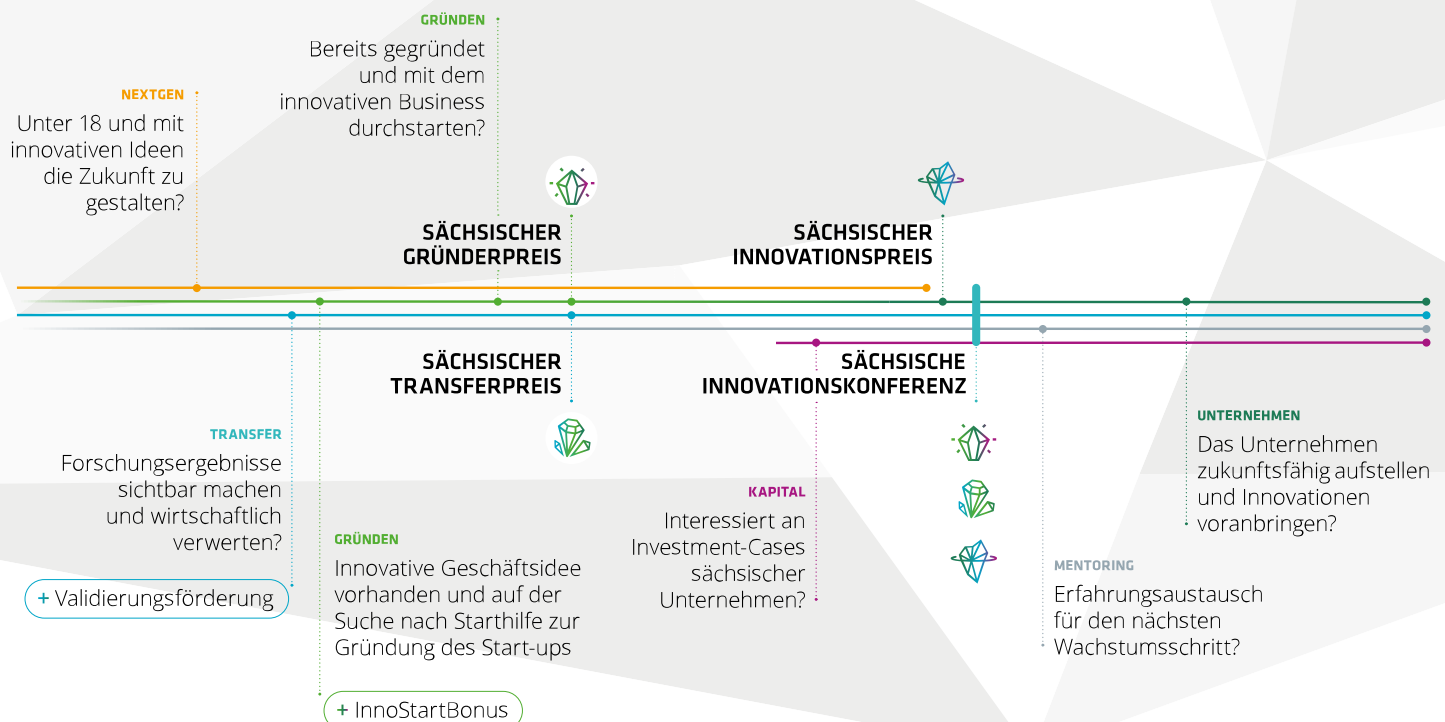 GRÜNDEN
Bereits gegründet
und mit dem
innovativen Business
durchstarten?
NEXTGEN
Unter 18 und mit
innovativen Ideen
die Zukunft zu
gestalten?
SÄCHSISCHER
GRÜNDERPREIS
SÄCHSISCHER
INNOVATIONSPREIS
SÄCHSISCHER
TRANSFERPREIS
SÄCHSISCHE
INNOVATIONSKONFERENZ
TRANSFER
Forschungsergebnisse
sichtbar machen
und wirtschaftlich
verwerten?
+ Validierungsförderung
GRÜNDEN
Innovative Geschäftsidee
vorhanden und auf der
Suche nach Starthilfe zur
Gründung des Start-ups
+ InnoStartBonus
KAPITAL
Interessiert an
Investment-Cases
sächsischer
Unternehmen?
MENTORING
Erfahrungsaustausch
für den nächsten
Wachstumsschritt?
UNTERNEHMEN
Das Unternehmen
zukunftsfähig aufstellen
und Innovationen
voranbringen?